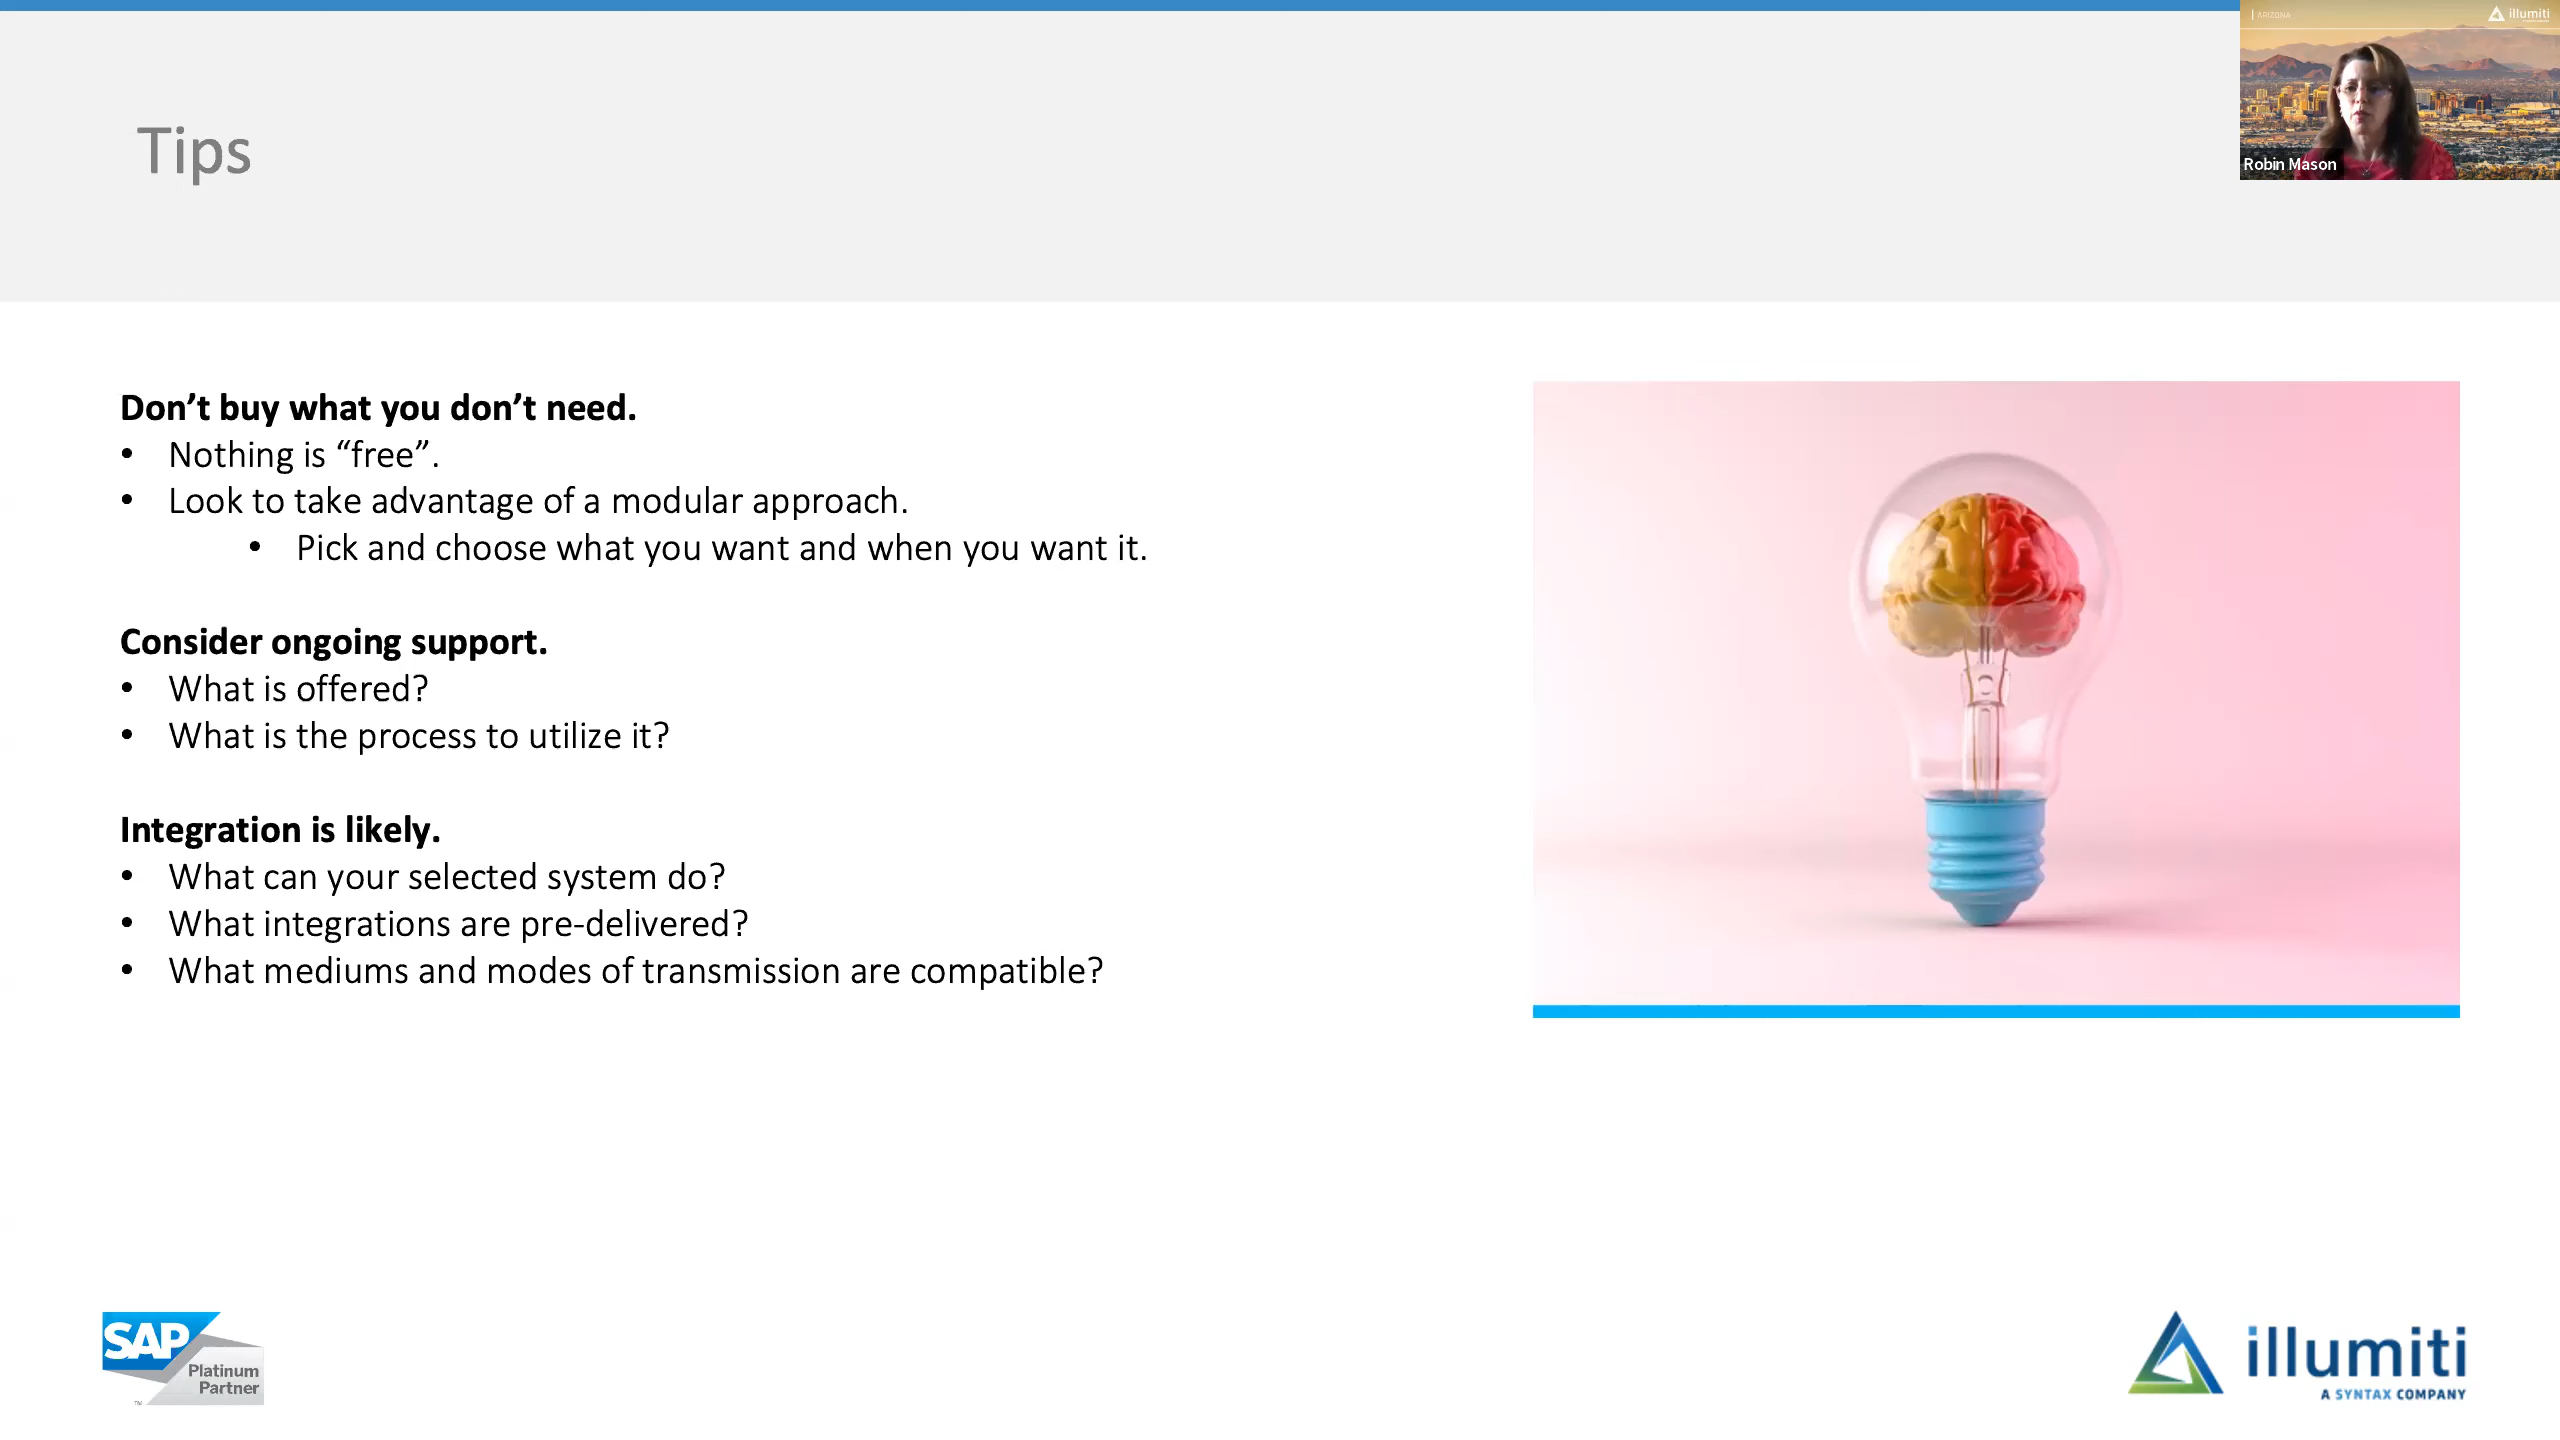 | ARIZONA
illumiti
Robin Mason
Tips
Don’t buy what you don’t need.
• Nothing is “free”.
• Look to take advantage of a modular approach.
• Pick and choose what you want and when you want it.
Consider ongoing support.
• What is offered?
• What is the process to utilize it?
Integration is likely.
• What can your selected system do?
• What integrations are pre-delivered?
• What mediums and modes of transmission are compatible?
SAP
Platinum
Partner
™
illumiti
A SYNTAX COMPANY